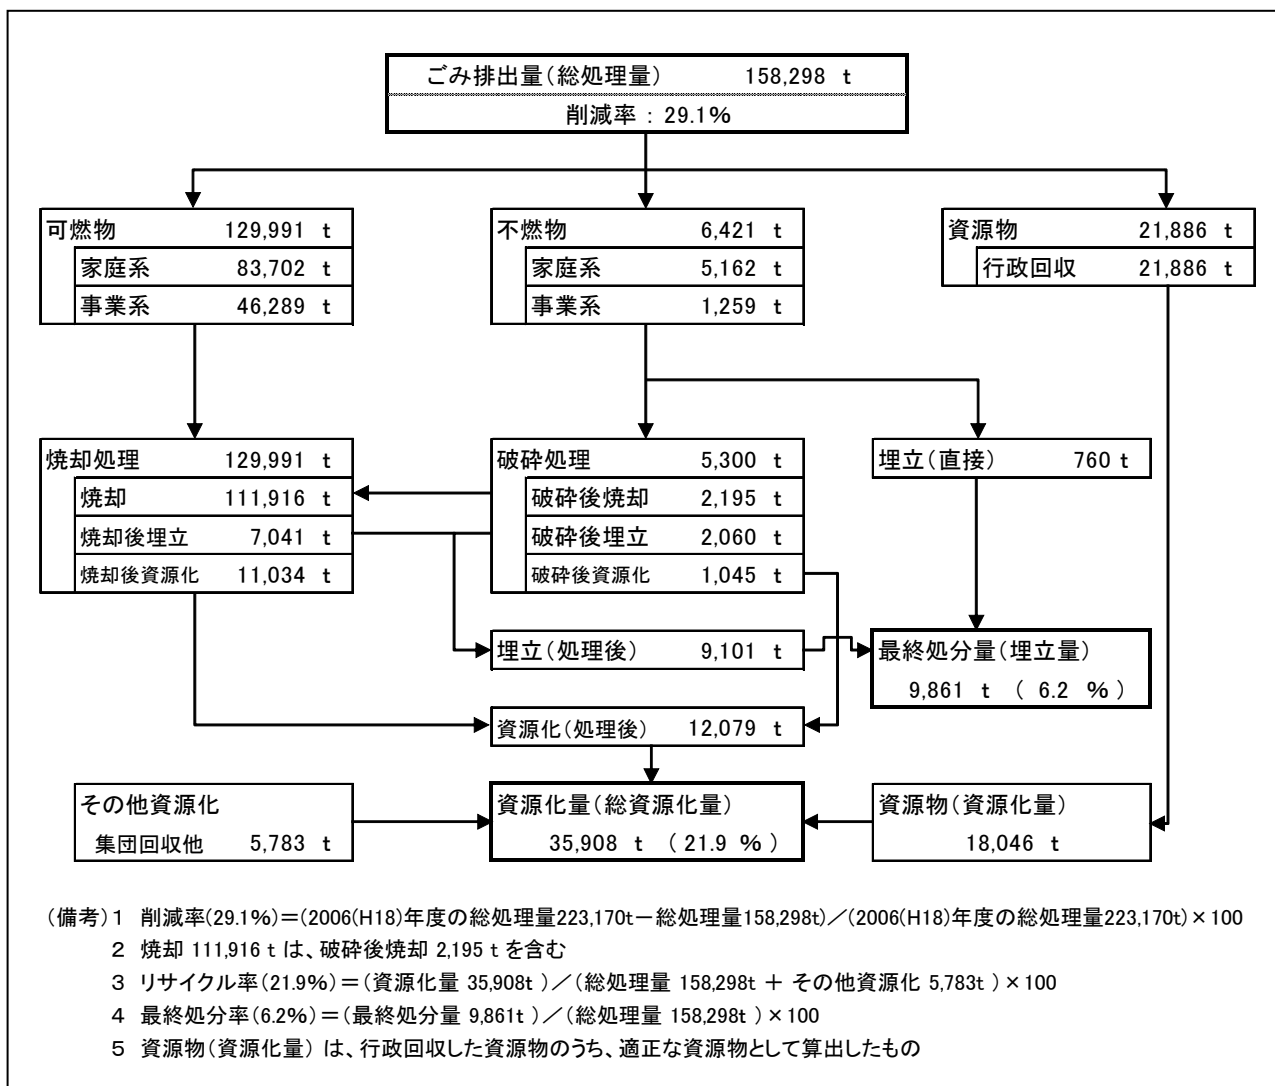 ごみ排出量(総処理量) 158,298 t
削減率 : 29.1%
可燃物 129,991 t
家庭系 83,702 t
事業系 46,289 t
不燃物 6,421 t
家庭系 5,162 t
事業系 1,259 t
資源物 21,886 t
行政回収 21,886 t
焼却処理 129,991 t
焼却 111,916 t
焼却後埋立 7,041 t
焼却後資源化 11,034 t
破砕処理 5,300 t
破砕後焼却 2,195 t
破砕後埋立 2,060 t
破砕後資源化 1,045 t
埋立(直接) 760 t
埋立(処理後) 9,101 t
最終処分量(埋立量)
9,861 t ( 6.2 %)
資源化(処理後) 12,079 t
その他資源化
集団回収他 5,783 t
資源化量(総資源化量)
35,908 t (21.9 %)
資源物(資源化量)
18,046 t
(備考)1 削減率(29.1%)=(2006(H18)年度の総処理量223,170t-総処理量158,298t)/(2006(H18)年度の総処理量223,170t)×100
2 焼却 111,916 t は、破砕後焼却 2,195 t を含む
3 リサイクル率(21.9%)=(資源化量 35,908t )/(総処理量 158,298t + その他資源化 5,783t )×100
4 最終処分率(6.2%)=(最終処分量 9,861t )/(総処理量 158,298t )×100
5 資源物(資源化量) は、行政回収した資源物のうち、適正な資源物として算出したもの